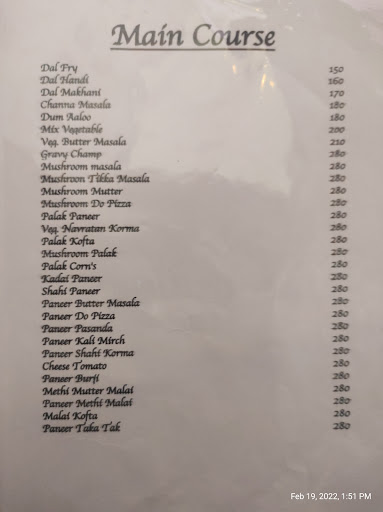 Main Course
Dal Fry 150
Dal Handi 160
Dal Makhani 170
Channa Masala 180
Dum Aaloo 180
Mix Vegetable 200
Veg. Butter Masala 210
Gravy Champ 280
Mushroom masala 280
Mushroon Tikka Masala 280
Mushroom Mutter 280
Mushroom Do Pizza 280
Palak Paneer 280
Veg. Navratan Korma 280
Palak Kofta 280
Mushroom Palak 280
Palak Corn's 280
Kadai Paneer 280
Shahi Paneer 280
Paneer Butter Masala 280
Paneer Do Pizza 280
Paneer Pasanda 280
Paneer Kali Mirch 280
Paneer Shahi Korma 280
Cheese Tomato 280
Paneer Burji 280
Methi Mutter Malai 280
Paneer Methi Malai 280
Malai Kofta 280
Paneer Tuka Tak 280
Feb 19, 2022, 1:51 PM